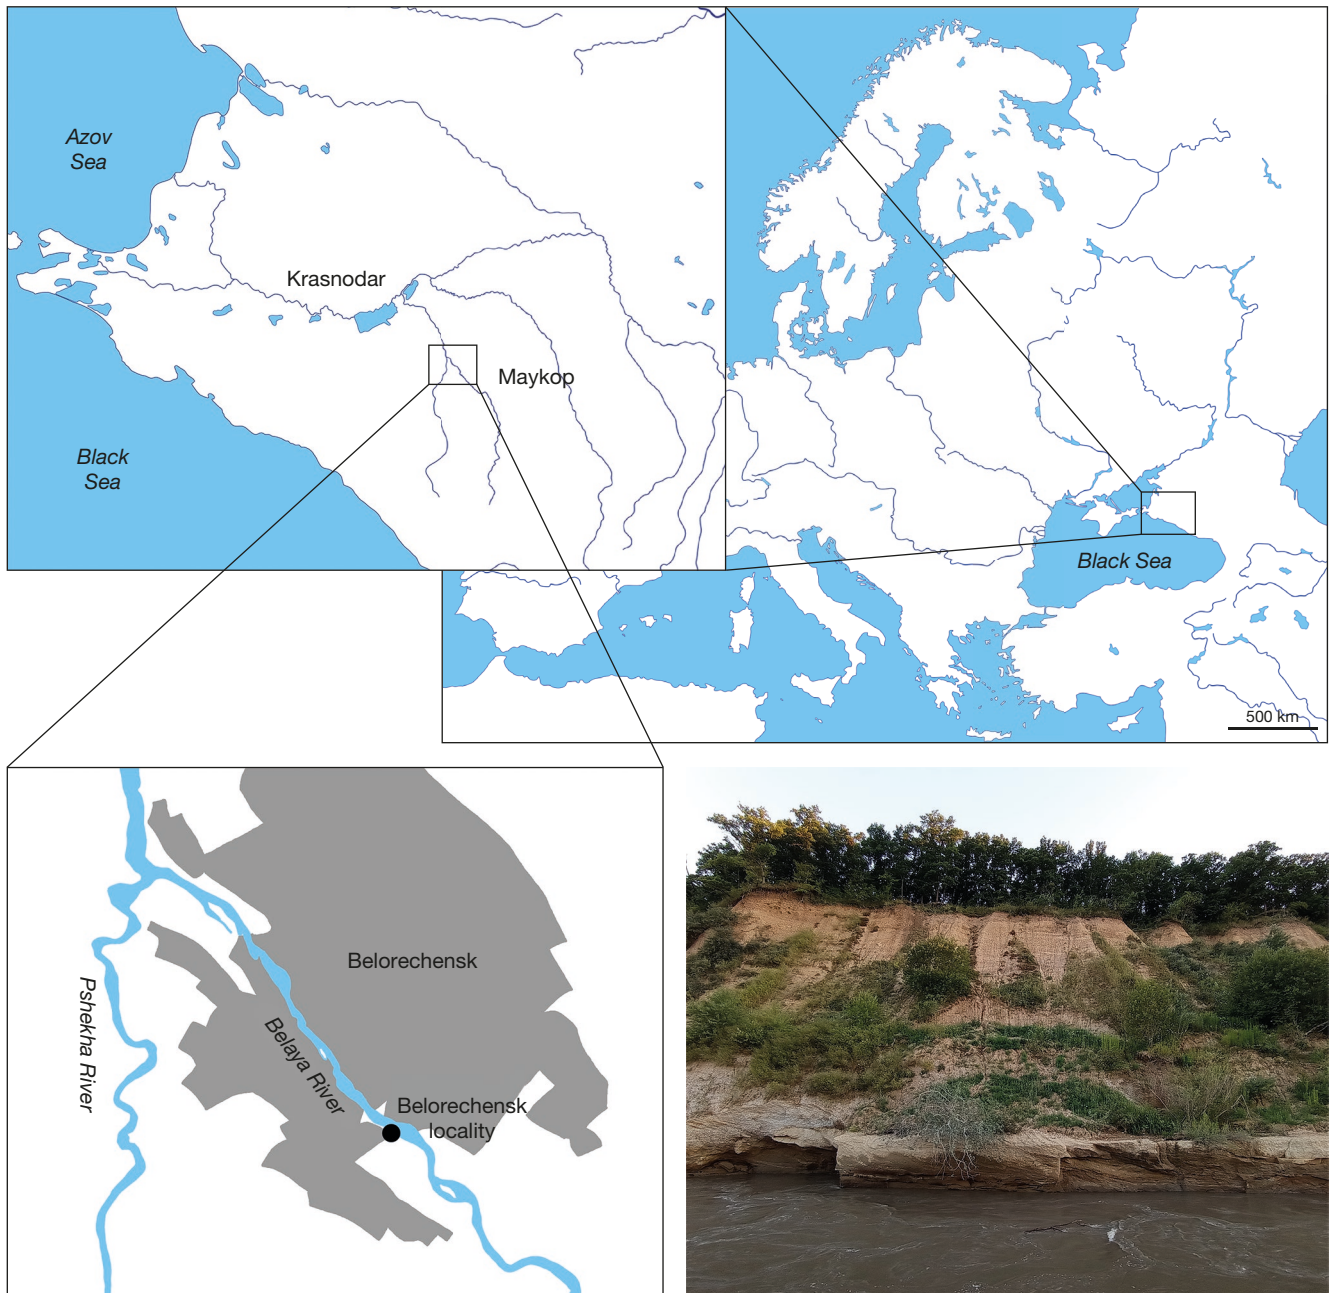 Azov
Sea
Krasnodar
Maykop
Black
Sea
Black Sea
500 km
Belorechensk
Pshekha River
Belaya River
Belorechensk
locality